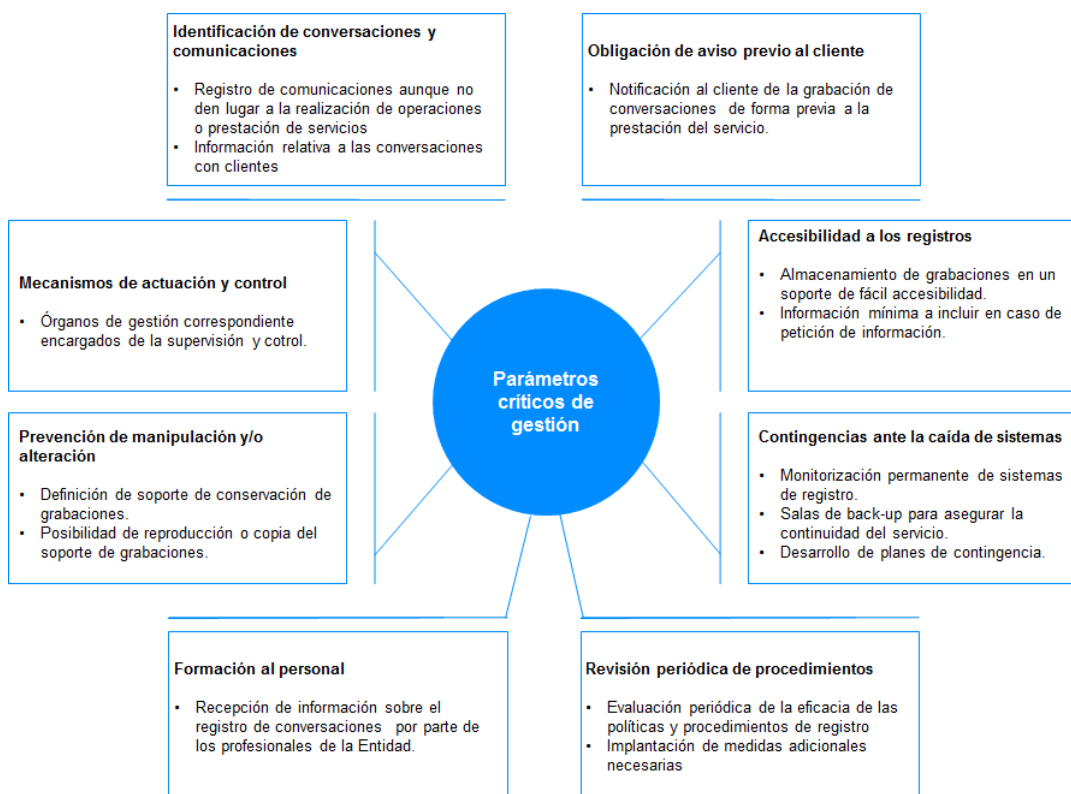 Identificación de conversaciones y
comunicaciones
• Registro de comunicaciones aunque no
den lugar a la realización de operaciones
o prestación de servicios
• Información relativa a las conversaciones
con clientes
Obligación de aviso previo al cliente
• Notificación al cliente de la grabación de
conversaciones de forma previa a la
prestación del servicio.
Mecanismos de actuación y control
• Órganos de gestión correspondiente
encargados de la supervisión y cotrol.
Accesibilidad a los registros
• Almacenamiento de grabaciones en un
soporte de fácil accesibilidad.
• Información mínima a incluir en caso de
petición de información.
Parámetros
críticos de
gestión
Prevención de manipulación y/o
alteración
• Definición de soporte de conservación de
grabaciones.
• Posibilidad de reproducción o copia del
soporte de grabaciones.
Contingencias ante la caída de sistemas
• Monitorización permanente de sistemas
de registro.
• Salas de back-up para asegurar la
continuidad del servicio.
• Desarrollo de planes de contingencia.
Formación al personal
• Recepción de información sobre el
registro de conversaciones por parte de
los profesionales de la Entidad.
Revisión periódica de procedimientos
• Evaluación periódica de la eficacia de las
políticas y procedimientos de registro
• Implantación de medidas adicionales
necesarias